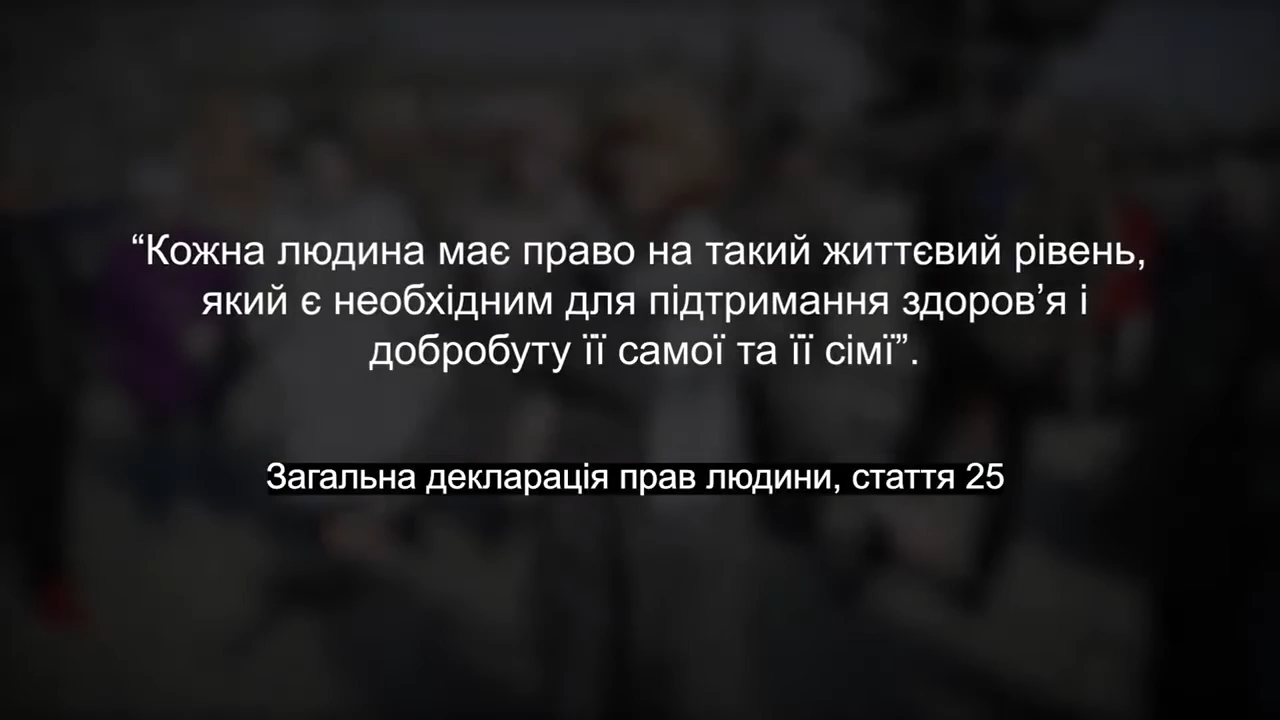 “Кожна людина має право на такий життєвий рівень,
який є необхідним для підтримання здоров’я і
добробуту її самої та її сімї”.
Загальна декларація прав людини, стаття 25